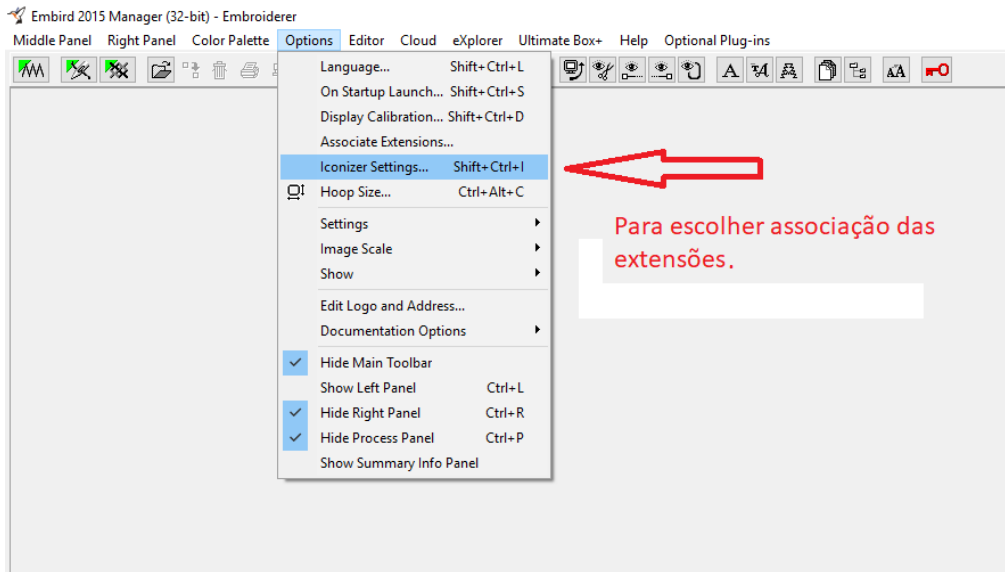 Embird 2015 Manager (32-bit) - Embroiderer
Middle Panel Right Panel Color Palette Options Editor Cloud eXplorer Ultimate Box+ Help Optional Plug-ins
Language... Shift+Ctrl+L
On Startup Launch... Shift+Ctrl+S
Display Calibration... Shift+Ctrl+D
Associate Extensions...
Iconizer Settings... Shift+Ctrl+I
Hoop Size... Ctrl+Alt+C
Settings
Image Scale
Show
Edit Logo and Address...
Documentation Options
Hide Main Toolbar
Show Left Panel Ctrl+L
Hide Right Panel Ctrl+R
Hide Process Panel Ctrl+P
Show Summary Info Panel
Para escolher associação das
extensões.